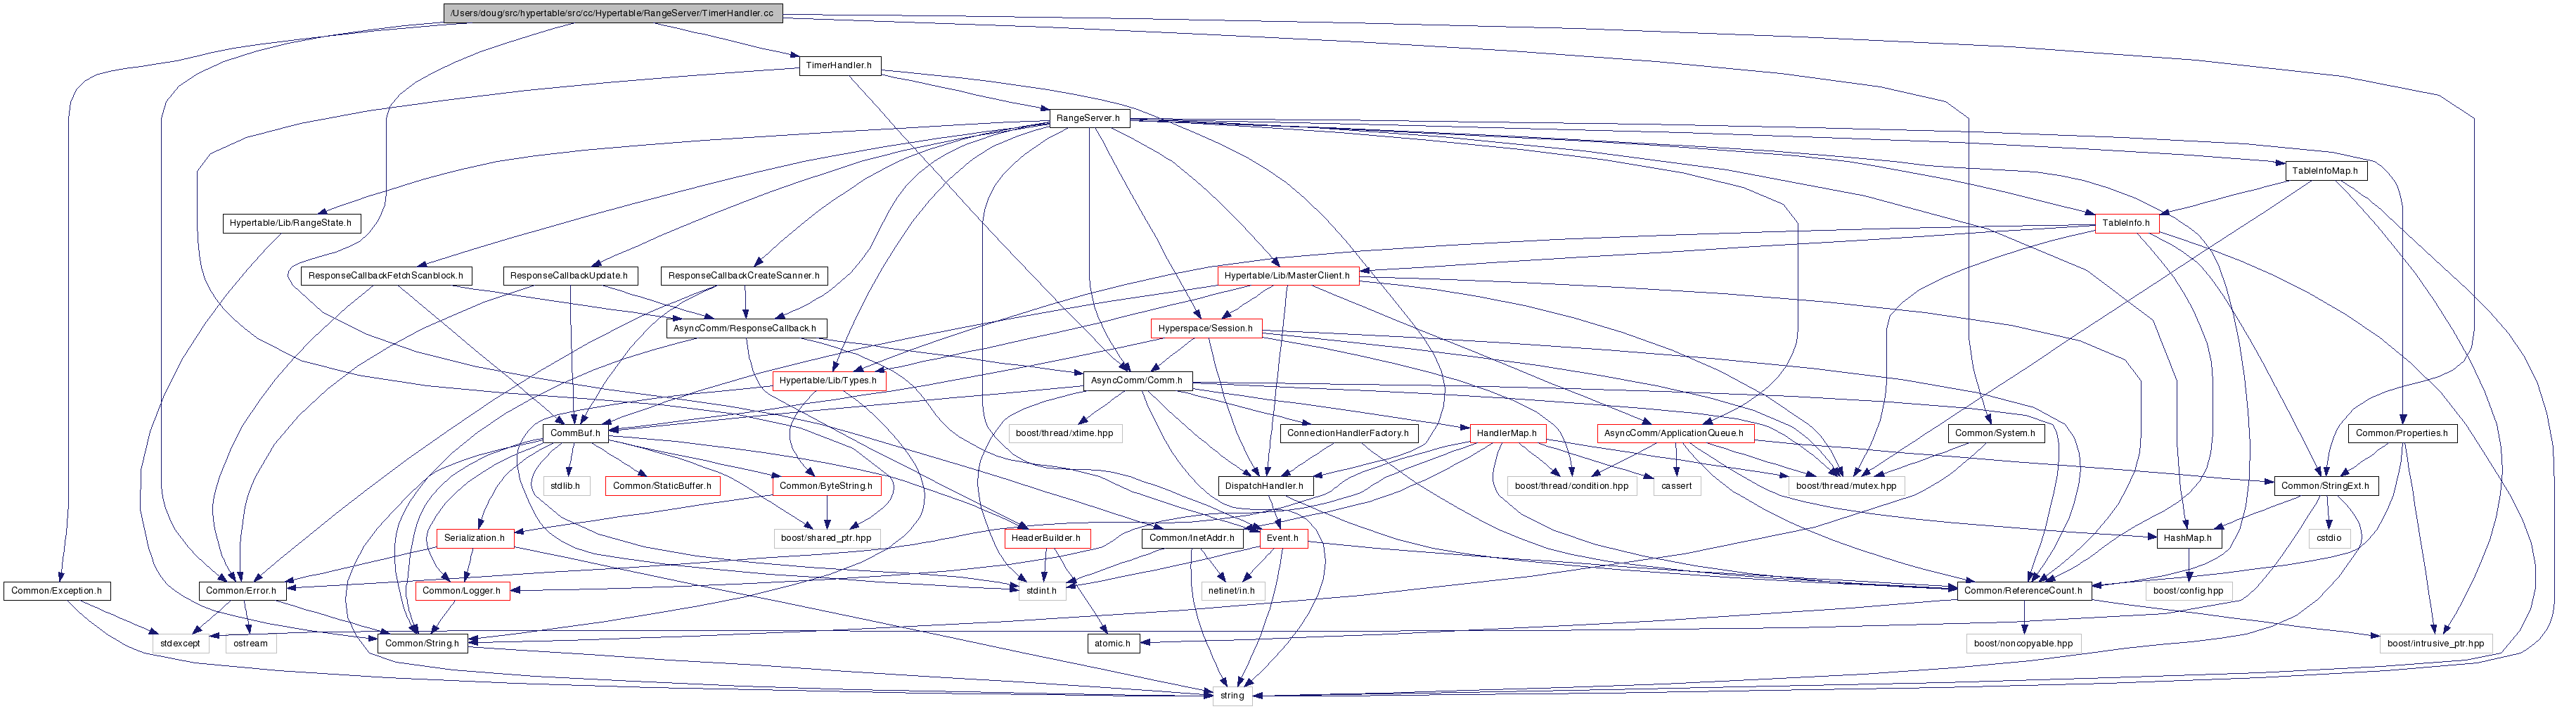 /Users/doug/src/hypertable/src/cc/Hypertable/RangeServer/TimerHandler.cc
TimerHandler.h
RangeServer.h
TableInfoMap.h
Hypertable/Lib/RangeState.h
TableInfo.h
ResponseCallbackFetchScanblock.h
ResponseCallbackUpdate.h
ResponseCallbackCreateScanner.h
Hypertable/Lib/MasterClient.h
AsyncComm/ResponseCallback.h
Hyperspace/Session.h
Hypertable/Lib/Types.h
AsyncComm/Comm.h
CommBuf.h
boost/thread/xtime.hpp
ConnectionHandlerFactory.h
HandlerMap.h
AsyncComm/ApplicationQueue.h
Common/System.h
Common/Properties.h
stdlib.h
Common/StaticBuffer.h
Common/ByteString.h
DispatchHandler.h
boost/thread/condition.hpp
cassert
boost/thread/mutex.hpp
Common/StringExt.h
Serialization.h
boost/shared_ptr.hpp
HeaderBuilder.h
Common/InetAddr.h
Event.h
HashMap.h
cstdio
Common/Exception.h
Common/Error.h
Common/Logger.h
stdint.h
netinet/in.h
Common/ReferenceCount.h
boost/config.hpp
stdexcept
ostream
Common/String.h
atomic.h
boost/noncopyable.hpp
boost/intrusive_ptr.hpp
string